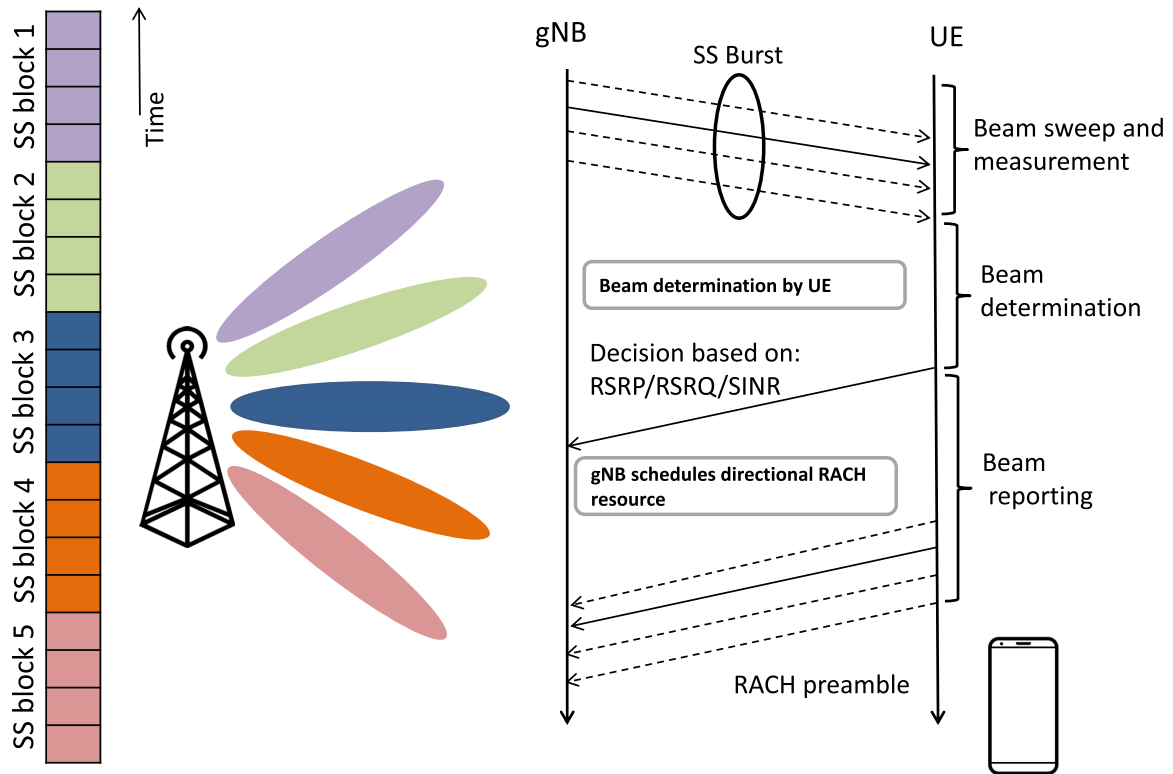 SS block 1
SS block 2
SS block 3
SS block 4
SS block 5
Time
gNB
UE
SS Burst
Beam sweep and
measurement
Beam determination by UE
Beam
determination
Decision based on:
RSRP/RSRQ/SINR
gNB schedules directional RACH
resource
Beam
reporting
RACH preamble